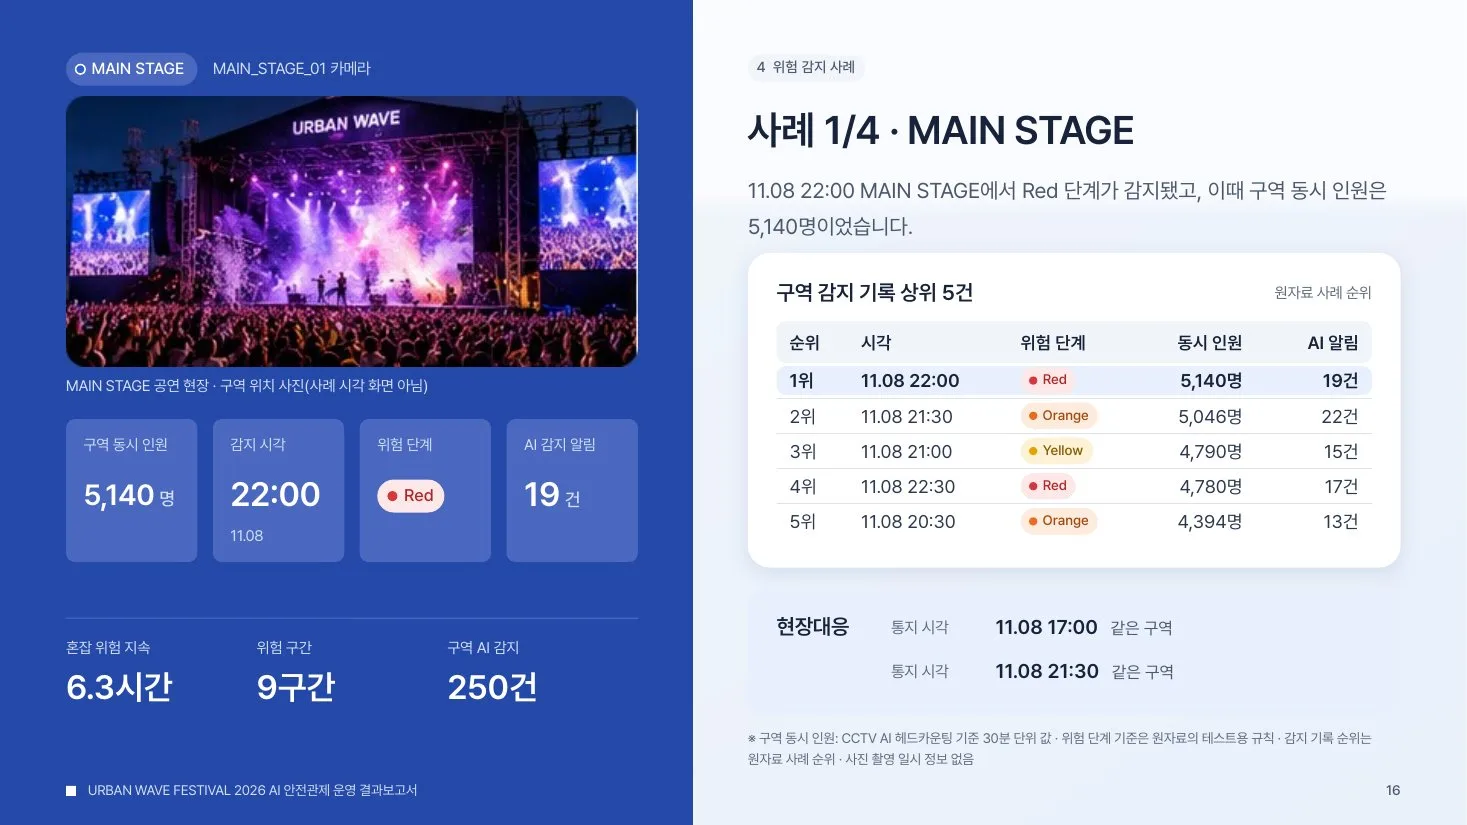 MAIN STAGE MAIN_STAGE_01 카메라
URBAN WAVE
MAIN STAGE 공연 현장 · 구역 위치 사진(사례 시각 화면 아님)
구역 동시 인원
5,140 명
감지 시각
22:00
11.08
위험 단계
Red
AI 감지 알림
19 건
혼잡 위험 지속
6.3시간
위험 구간
9구간
구역 AI 감지
250건
URBAN WAVE FESTIVAL 2026 AI 안전관제 운영 결과보고서
4 위험 감지 사례
사례 1/4 · MAIN STAGE
11.08 22:00 MAIN STAGE에서 Red 단계가 감지됐고, 이때 구역 동시 인원은
5,140명이었습니다.
구역 감지 기록 상위 5건 원자료 사례 순위
순위 시각 위험 단계 동시 인원 AI 알림
1위 11.08 22:00 Red 5,140명 19건
2위 11.08 21:30 Orange 5,046명 22건
3위 11.08 21:00 Yellow 4,790명 15건
4위 11.08 22:30 Red 4,780명 17건
5위 11.08 20:30 Orange 4,394명 13건
현장대응 통지 시각 11.08 17:00 같은 구역
통지 시각 11.08 21:30 같은 구역
※ 구역 동시 인원: CCTV AI 헤드카운팅 기준 30분 단위 값 · 위험 단계 기준은 원자료의 테스트용 규칙 · 감지 기록 순위는
원자료 사례 순위 · 사진 촬영 일시 정보 없음
16